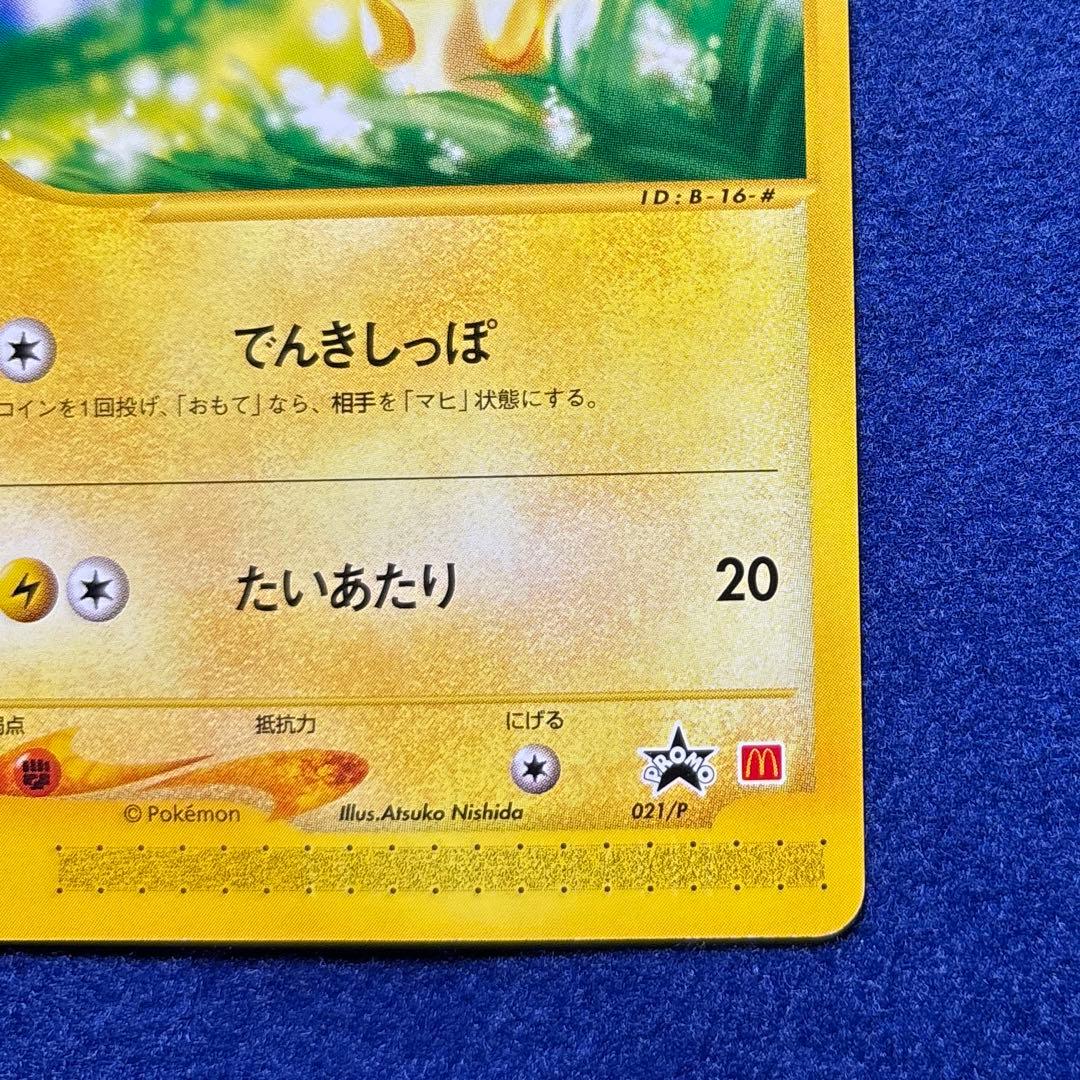 ID:B-16-#
でんきしっぽ
コインを1回投げ、「おもて」なら、相手を「マヒ」状態にする。
たいあたり 20
弱点 抵抗力 にげる
PROMO
021/P
©Pokémon Illus.Atsuko Nishida